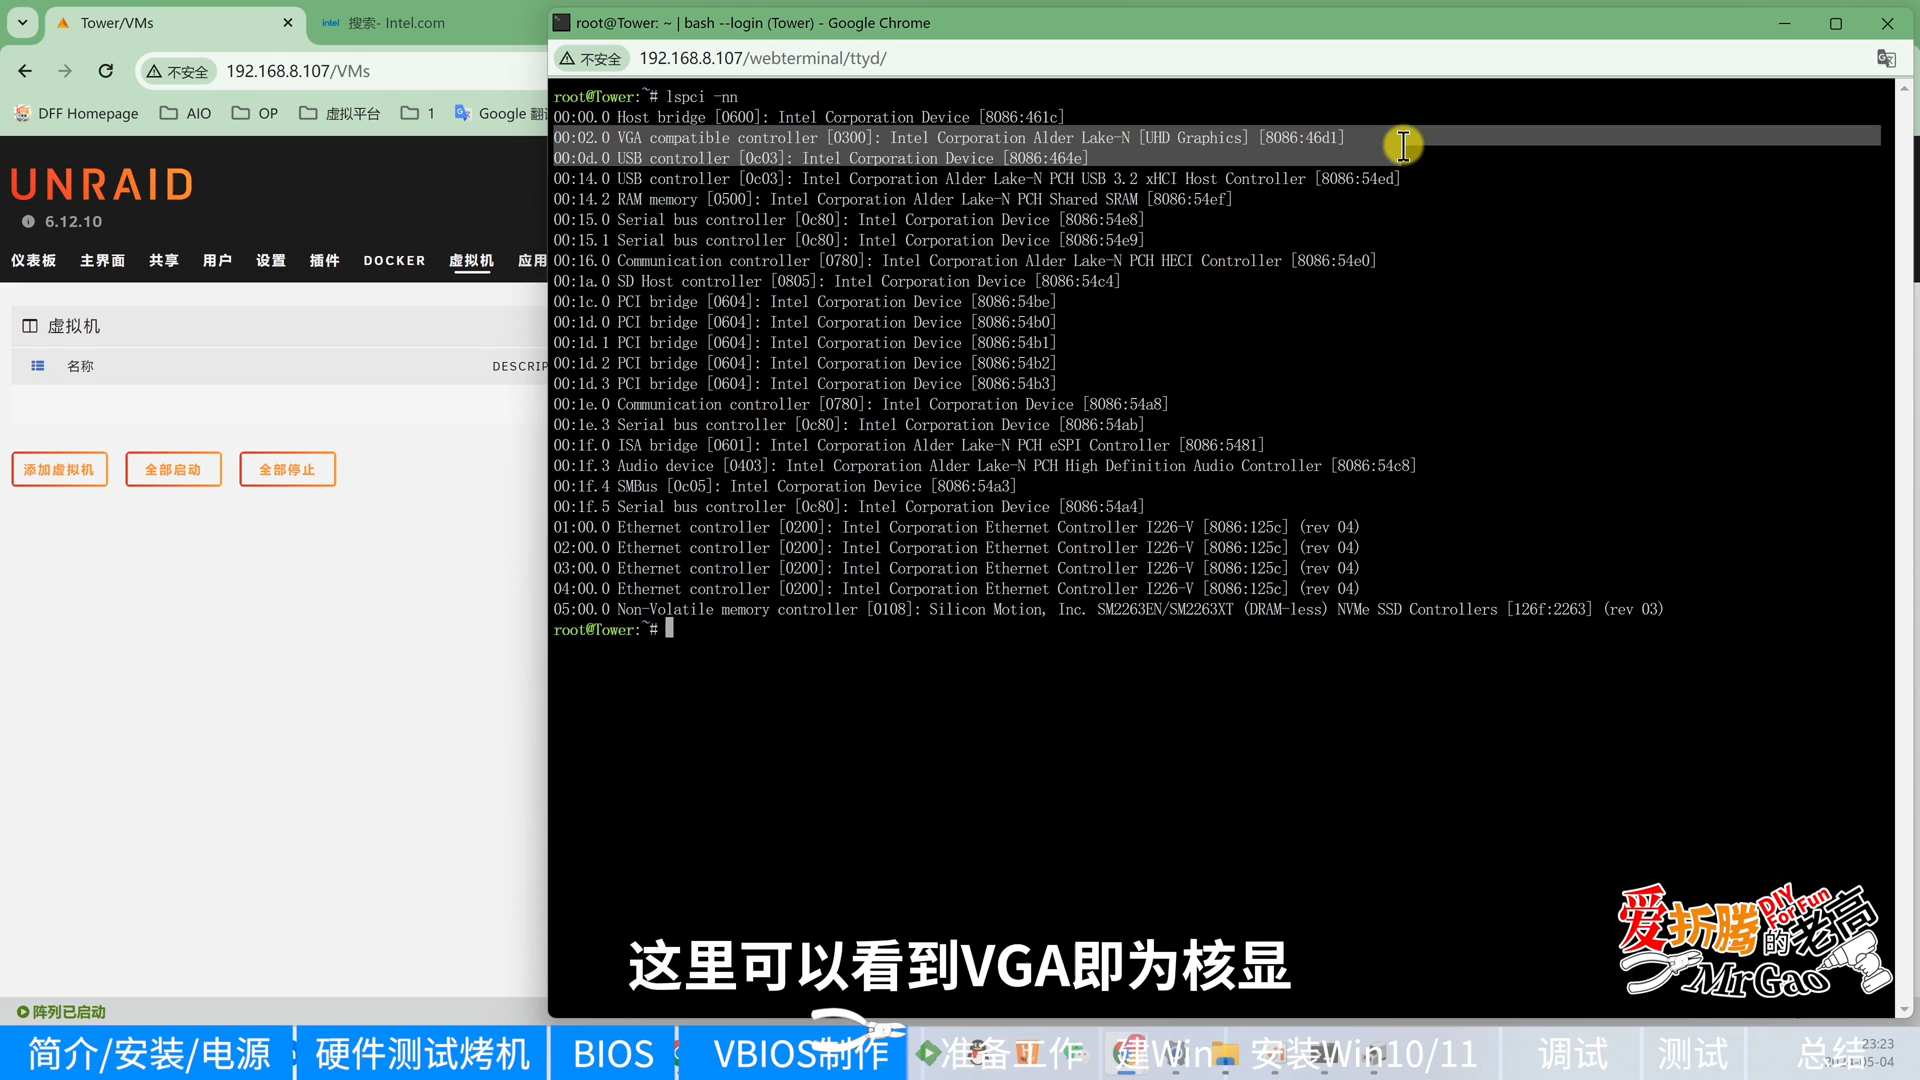 Tower/VMs
intel 搜索- Intel.com
root@Tower: ~ | bash --login (Tower) - Google Chrome
不安全 192.168.8.107/VMs
不安全 192.168.8.107/webterminal/ttyd/
DFF Homepage AIO OP 虚拟平台 1 Google
UNRAID
6.12.10
仪表板 主界面 共享 用户 设置 插件 DOCKER 虚拟机 应用
虚拟机
名称 DESCRIP
添加虚拟机 全部启动 全部停止
root@Tower:~# lspci -nn
00:00.0 Host bridge [0600]: Intel Corporation Device [8086:461c]
00:02.0 VGA compatible controller [0300]: Intel Corporation Alder Lake-N [UHD Graphics] [8086:46d1]
00:0d.0 USB controller [0c03]: Intel Corporation Device [8086:464e]
00:14.0 USB controller [0c03]: Intel Corporation Alder Lake-N PCH USB 3.2 xHCI Host Controller [8086:54ed]
00:14.2 RAM memory [0500]: Intel Corporation Alder Lake-N PCH Shared SRAM [8086:54ef]
00:15.0 Serial bus controller [0c80]: Intel Corporation Device [8086:54e8]
00:15.1 Serial bus controller [0c80]: Intel Corporation Device [8086:54e9]
00:16.0 Communication controller [0780]: Intel Corporation Alder Lake-N PCH HECI Controller [8086:54e0]
00:1a.0 SD Host controller [0805]: Intel Corporation Device [8086:54c4]
00:1c.0 PCI bridge [0604]: Intel Corporation Device [8086:54be]
00:1d.0 PCI bridge [0604]: Intel Corporation Device [8086:54b0]
00:1d.1 PCI bridge [0604]: Intel Corporation Device [8086:54b1]
00:1d.2 PCI bridge [0604]: Intel Corporation Device [8086:54b2]
00:1d.3 PCI bridge [0604]: Intel Corporation Device [8086:54b3]
00:1e.0 Communication controller [0780]: Intel Corporation Device [8086:54a8]
00:1e.3 Serial bus controller [0c80]: Intel Corporation Device [8086:54ab]
00:1f.0 ISA bridge [0601]: Intel Corporation Alder Lake-N PCH eSPI Controller [8086:5481]
00:1f.3 Audio device [0403]: Intel Corporation Alder Lake-N PCH High Definition Audio Controller [8086:54c8]
00:1f.4 SMBus [0c05]: Intel Corporation Device [8086:54a3]
00:1f.5 Serial bus controller [0c80]: Intel Corporation Device [8086:54a4]
01:00.0 Ethernet controller [0200]: Intel Corporation Ethernet Controller I226-V [8086:125c] (rev 04)
02:00.0 Ethernet controller [0200]: Intel Corporation Ethernet Controller I226-V [8086:125c] (rev 04)
03:00.0 Ethernet controller [0200]: Intel Corporation Ethernet Controller I226-V [8086:125c] (rev 04)
04:00.0 Ethernet controller [0200]: Intel Corporation Ethernet Controller I226-V [8086:125c] (rev 04)
05:00.0 Non-Volatile memory controller [0108]: Silicon Motion, Inc. SM2263EN/SM2263XT (DRAM-less) NVMe SSD Controllers [126f:2263] (rev 03)
root@Tower:~#
爱折腾的老高
DIY For Fun
MrGao
这里可以看到VGA即为核显
阵列已启动
简介/安装/电源 硬件测试烤机 BIOS VBIOS制作 准备工作 建Win 安装Win10/11 调试 测试 总结
23:23